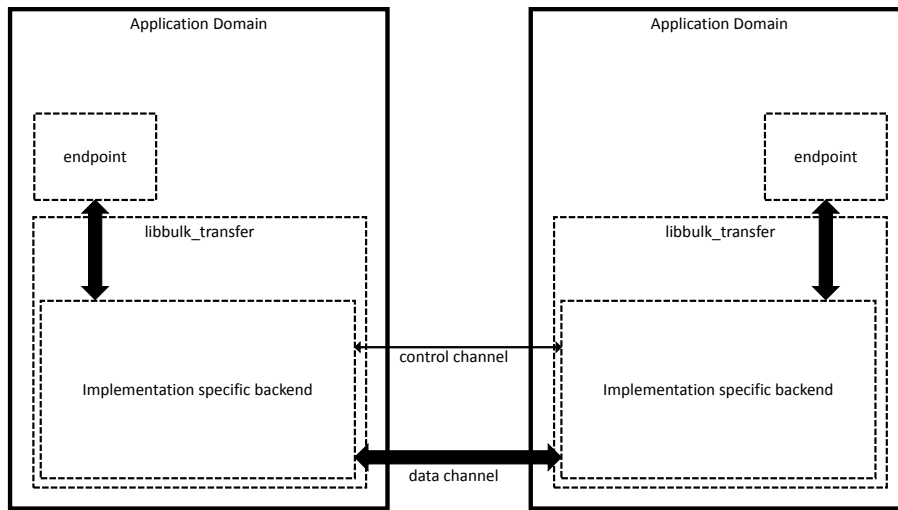 Application Domain
Application Domain
endpoint
endpoint
libbulk_transfer
libbulk_transfer
control channel
Implementation specific backend
Implementation specific backend
data channel